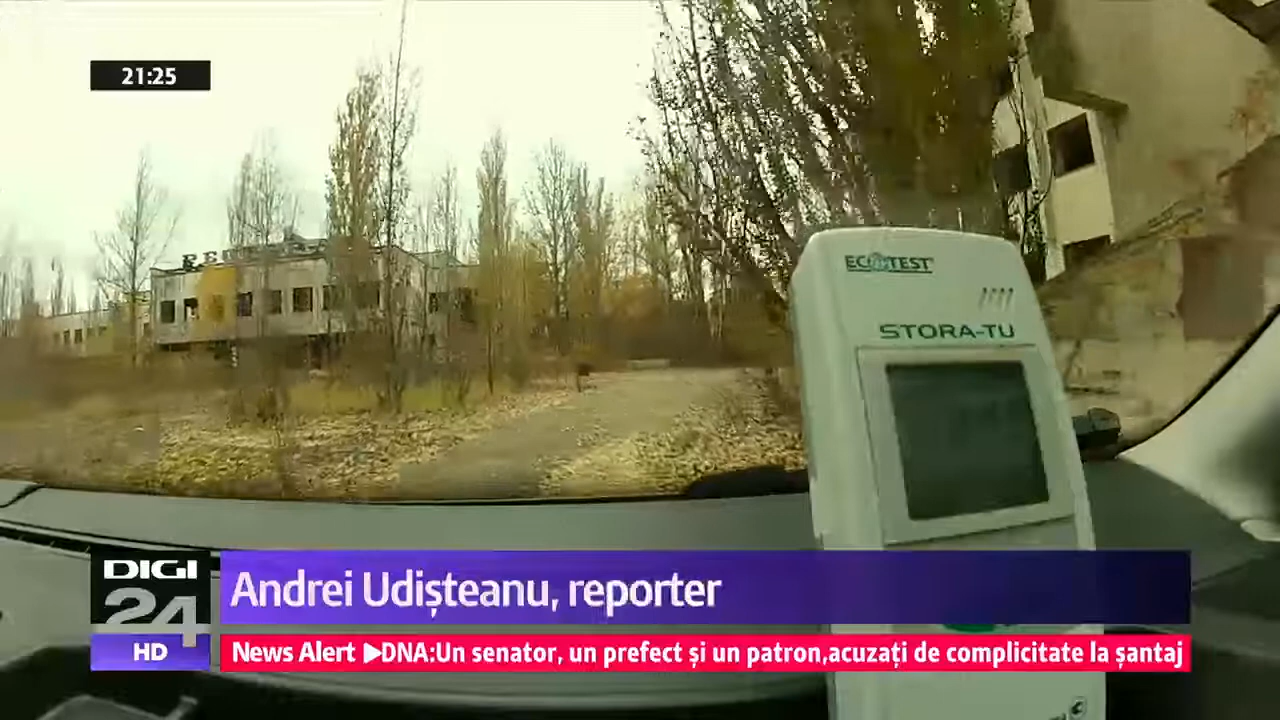 21:25
ECOTEST
STORA-TU
DIGI
24
HD
Andrei Udișteanu, reporter
News Alert ▶DNA:Un senator, un prefect și un patron,acuzați de complicitate la șantaj